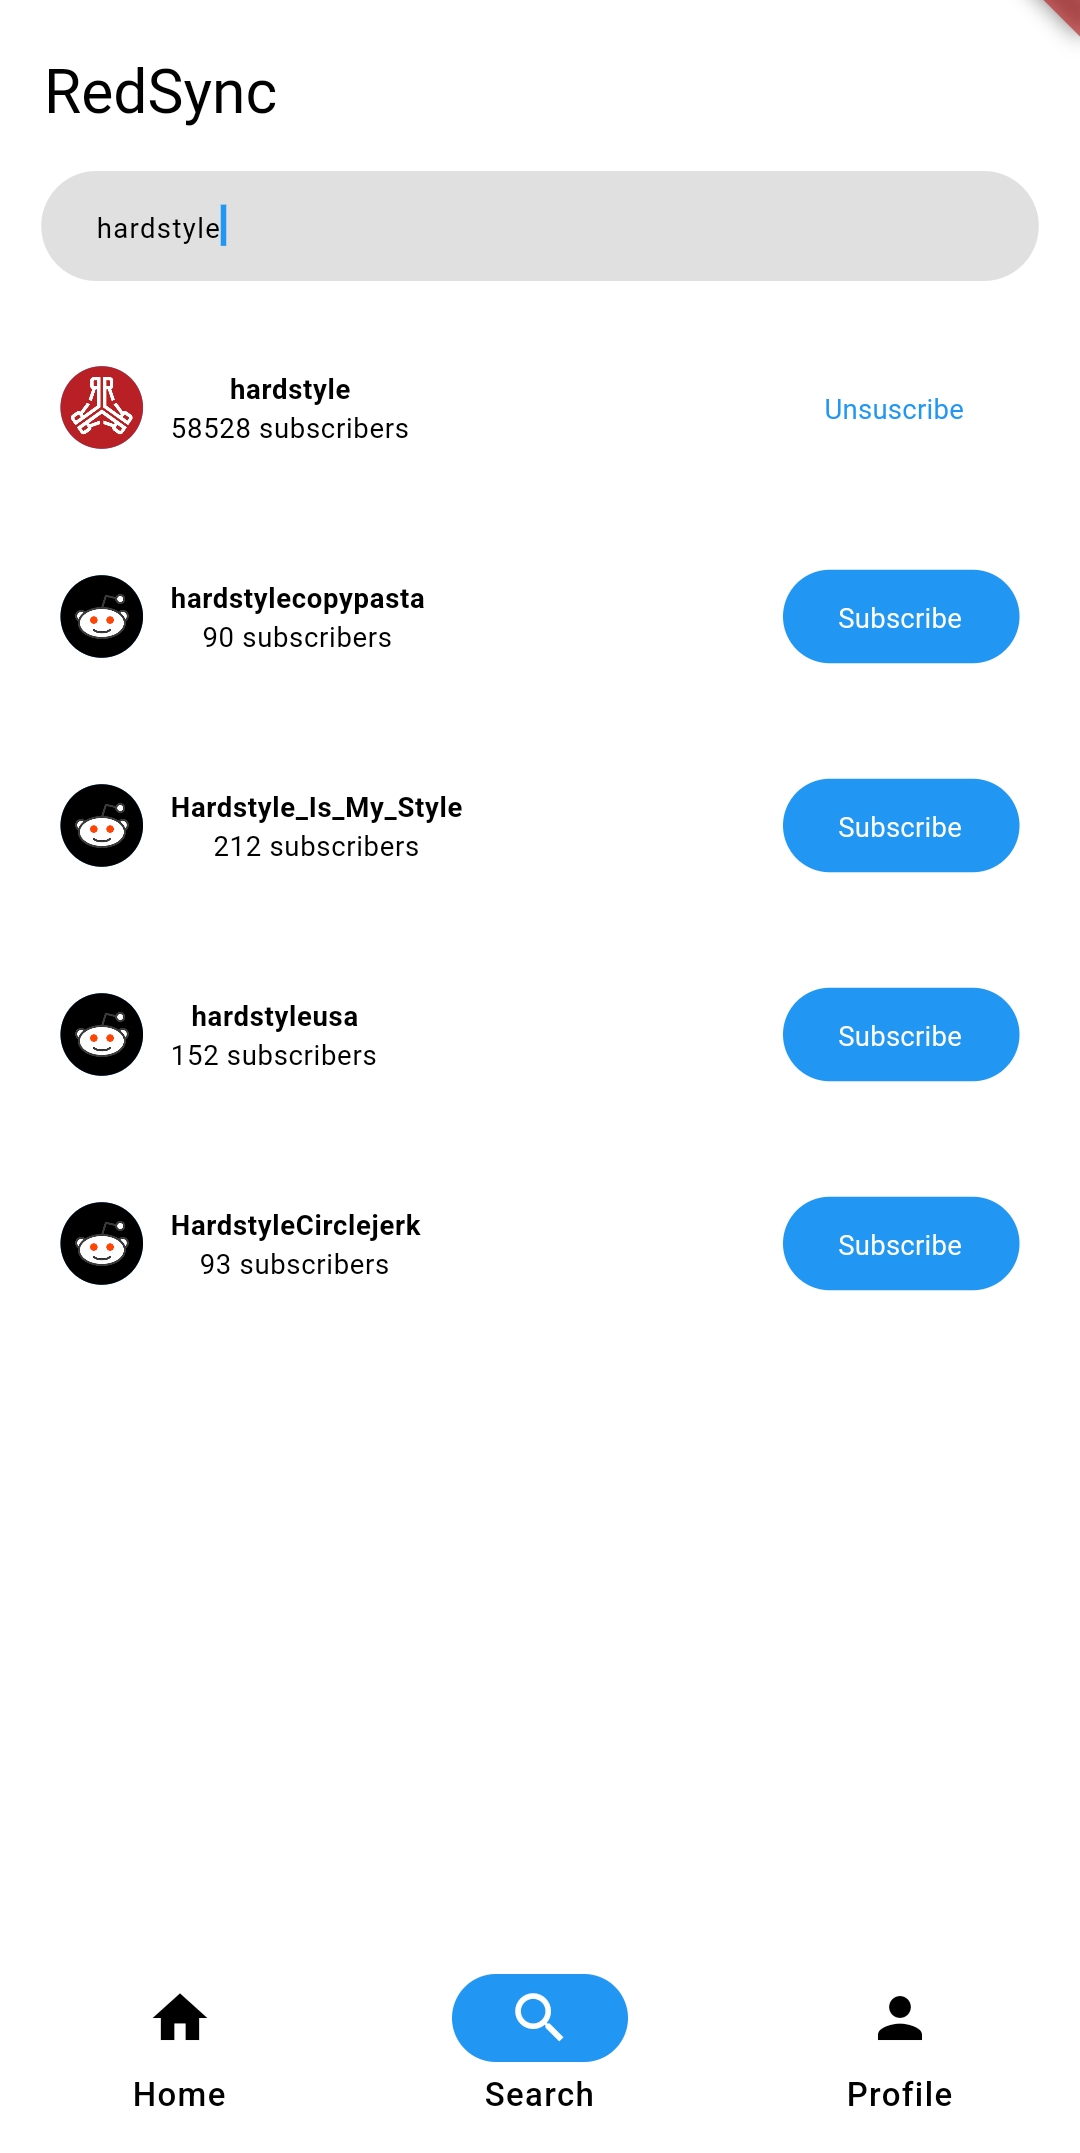 RedSync
hardstyle
hardstyle
58528 subscribers
Unsuscribe
hardstylecopypasta
90 subscribers
Subscribe
Hardstyle_Is_My_Style
212 subscribers
Subscribe
hardstyleusa
152 subscribers
Subscribe
HardstyleCirclejerk
93 subscribers
Subscribe
Home
Search
Profile